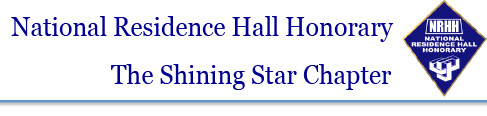 National Residence Hall Honorary
The Shining Star Chapter
NRHH
NATIONAL
RESIDENCE HALL
HONORARY